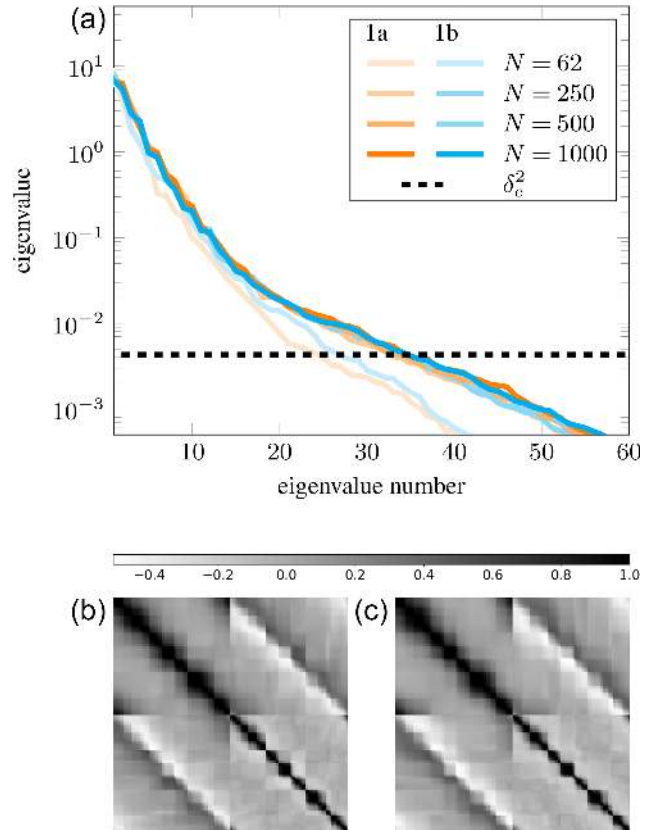 (a)
1a 1b
N = 62
N = 250
N = 500
N = 1000
δ_c^2
10^1
10^0
10^{-1}
10^{-2}
10^{-3}
eigenvalue
10 20 30 40 50 60
eigenvalue number
−0.4 −0.2 0.0 0.2 0.4 0.6 0.8 1.0
(b) (c)